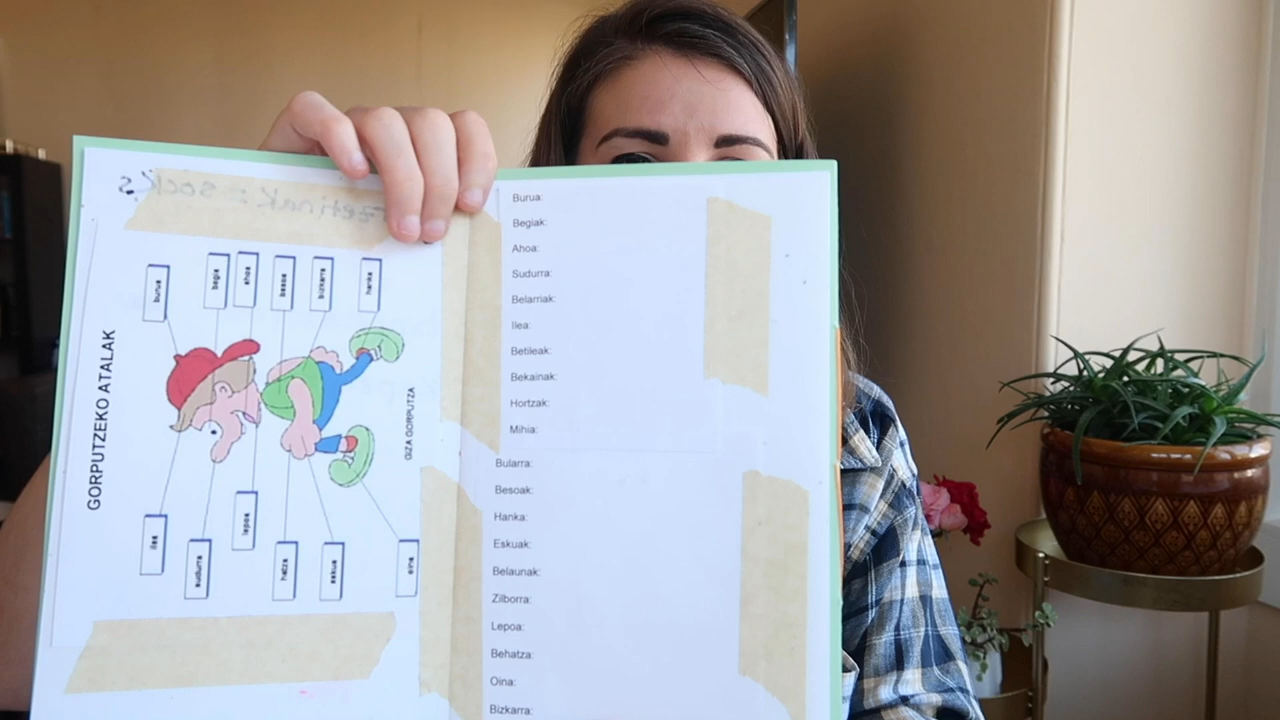 GORPUTZEKO ATALAK
burua
begia
ahoa
besoa
bizkarra
hanka
ilea
sudurra
lepoa
hatza
eskua
oina
GIZA GORPUTZA
Burua:
Begiak:
Ahoa:
Sudurra:
Belarriak:
Ilea:
Betileak:
Bekainak:
Hortzak:
Mihia:
Bularra:
Besoak:
Hanka:
Eskuak:
Belaunak:
Zilborra:
Lepoa:
Behatza:
Oina:
Bizkarra: